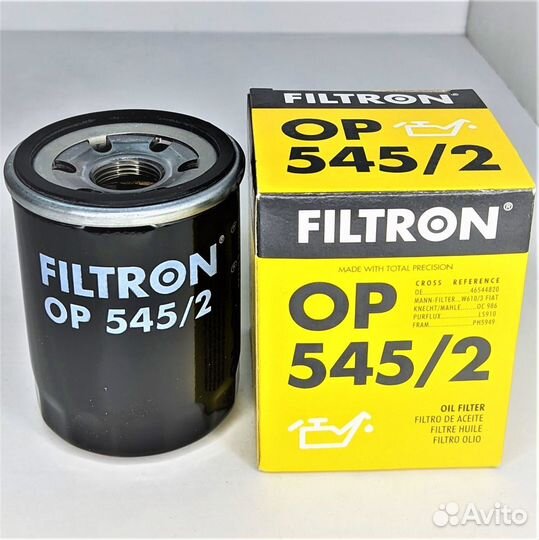 FILTRON
OP 545/2
FILTRON®
OP
545/2
FILTRON®
MADE WITH TOTAL PRECISION
OP
545/2
CROSS REFERENCE
OE..................46544820
MANN-FILTER...W610/3 FIAT
KNECHT/MAHLE........OC 986
PURFLUX................LS910
FRAM................PH5949
OIL FILTER
FILTRO DE ACEITE
FILTRE HUILE
FILTRO OLIO
Avito